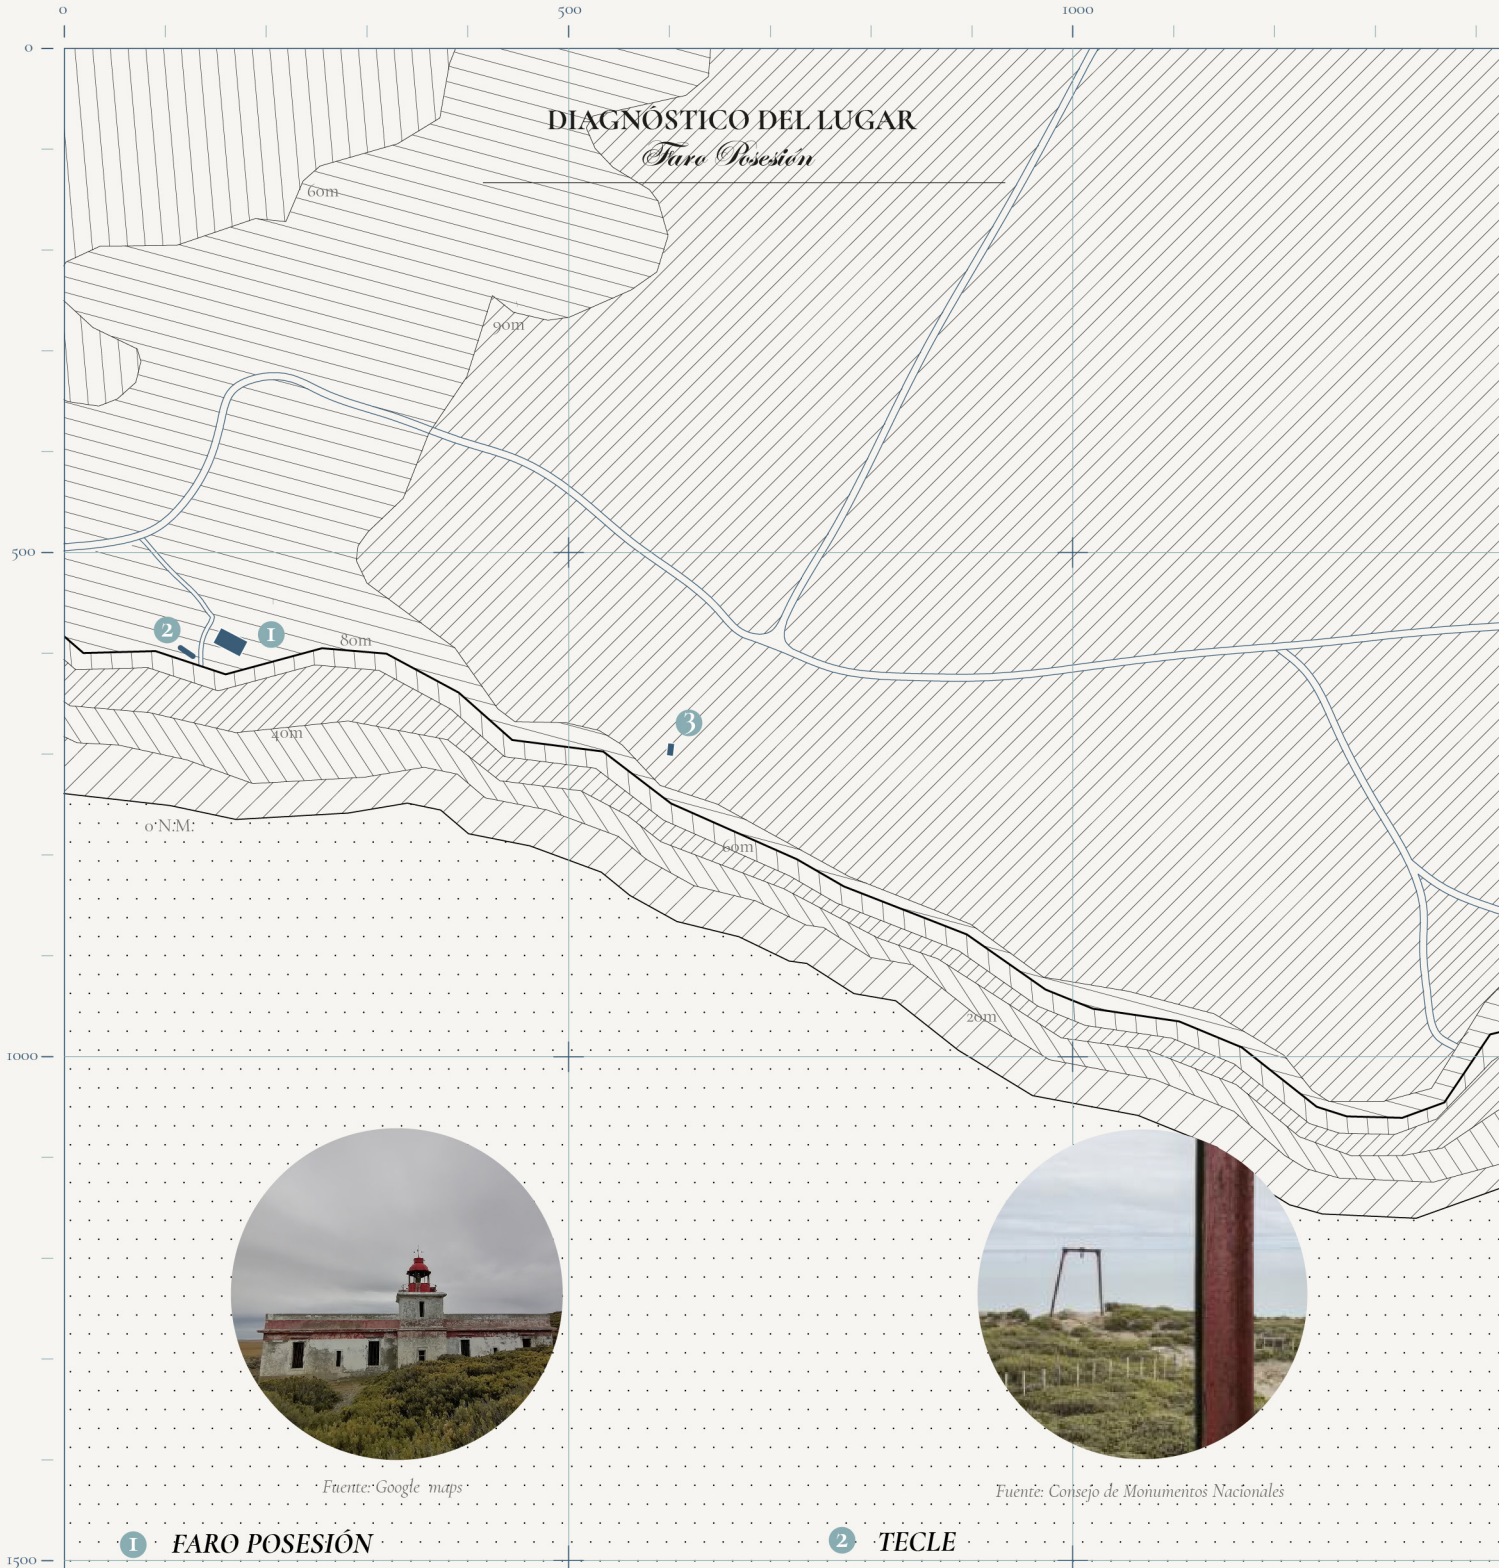 0 500 1000
0
DIAGNÓSTICO DEL LUGAR
Faro Posesión
60m
90m
500
2 1
80m
3
40m
0 N.M.
60m
20m
1000
Fuente: Google maps
Fuente: Consejo de Monumentos Nacionales
1 FARO POSESIÓN
2 TECLE
1500